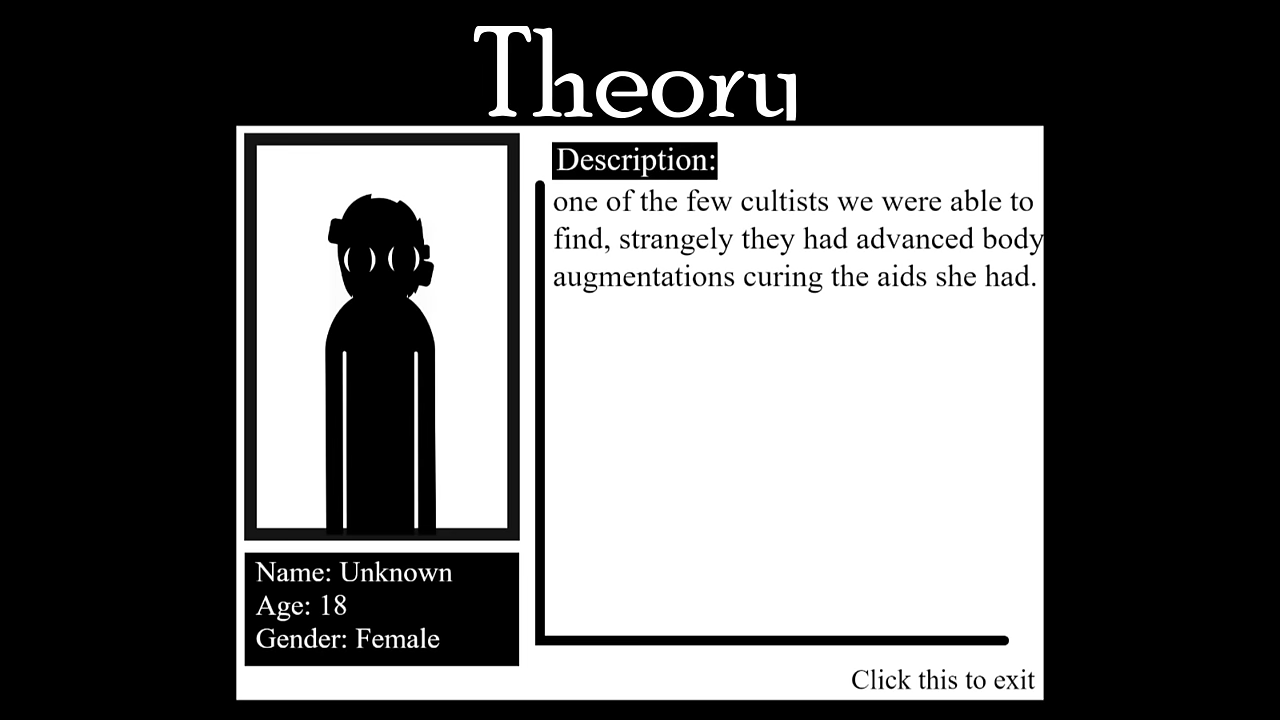 Theory
Description:
one of the few cultists we were able to
find, strangely they had advanced body
augmentations curing the aids she had.
Name: Unknown
Age: 18
Gender: Female
Click this to exit